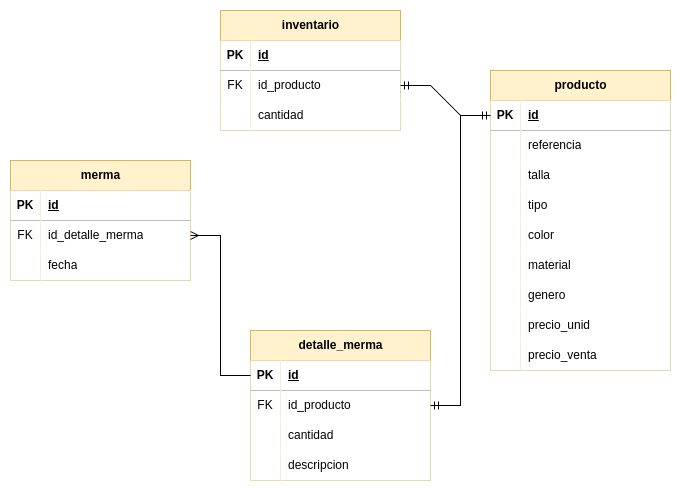 inventario
PK id
FK id_producto
cantidad
producto
PK id
referencia
talla
tipo
color
material
genero
precio_unid
precio_venta
merma
PK id
FK id_detalle_merma
fecha
detalle_merma
PK id
FK id_producto
cantidad
descripcion